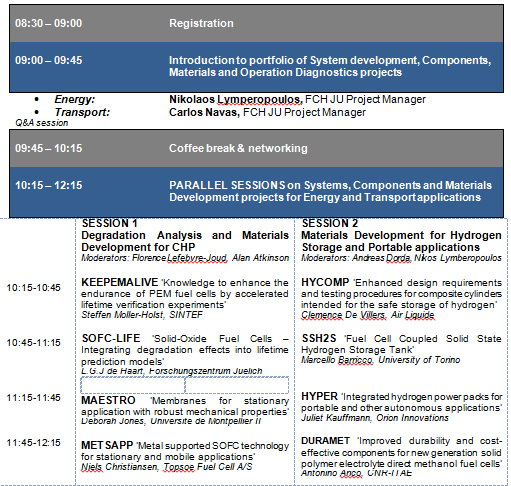 08:30 – 09:00 Registration
09:00 – 09:45 Introduction to portfolio of System development, Components,
Materials and Operation Diagnostics projects
• Energy: Nikolaos Lymperopoulos, FCH JU Project Manager
• Transport: Carlos Navas, FCH JU Project Manager
Q&A session
09:45 – 10:15 Coffee break & networking
10:15 – 12:15 PARALLEL SESSIONS on Systems, Components and Materials
Development projects for Energy and Transport applications
SESSION 1
Degradation Analysis and Materials
Development for CHP
Moderators: Florence Lefebvre-Joud, Alan Atkinson
SESSION 2
Materials Development for Hydrogen
Storage and Portable applications
Moderators: Andreas Dorda, Nikos Lymberopoulos
10:15-10:45
KEEPEMALIVE 'Knowledge to enhance the
endurance of PEM fuel cells by accelerated
lifetime verification experiments'
Steffen Moller-Holst, SINTEF
HYCOMP 'Enhanced design requirements
and testing procedures for composite cylinders
intended for the safe storage of hydrogen'
Clemence De Villers, Air Liquide
10:45-11:15
SOFC-LIFE 'Solid-Oxide Fuel Cells –
Integrating degradation effects into lifetime
prediction models'
L.G.J de Haart, Forschungszentrum Juelich
SSH2S 'Fuel Cell Coupled Solid State
Hydrogen Storage Tank'
Marcello Barricco, University of Torino
11:15-11:45
MAESTRO 'Membranes for stationary
application with robust mechanical properties'
Deborah Jones, Universite de Montpellier II
HYPER 'Integrated hydrogen power packs for
portable and other autonomous applications'
Juliet Kauffmann, Orion Innovations
11:45-12:15
METSAPP 'Metal supported SOFC technology
for stationary and mobile applications'
Niels Christiansen, Topsoe Fuel Cell A/S
DURAMET 'Improved durability and cost-
effective components for new generation solid
polymer electrolyte direct methanol fuel cells'
Antonino Arico, CNR-ITAE